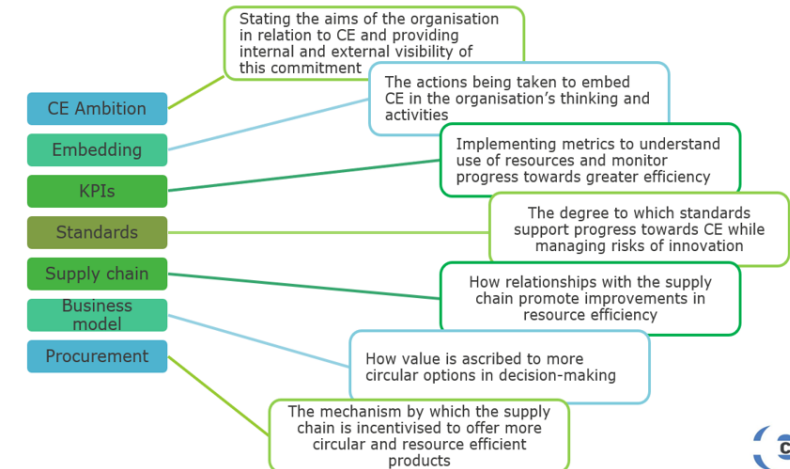 Stating the aims of the organisation
in relation to CE and providing
internal and external visibility of
this commitment
The actions being taken to embed
CE in the organisation's thinking and
activities
CE Ambition
Embedding
Implementing metrics to understand
use of resources and monitor
progress towards greater efficiency
KPIs
Standards
The degree to which standards
support progress towards CE while
managing risks of innovation
Supply chain
How relationships with the supply
chain promote improvements in
resource efficiency
Business
model
How value is ascribed to more
circular options in decision-making
Procurement
The mechanism by which the supply
chain is incentivised to offer more
circular and resource efficient
products